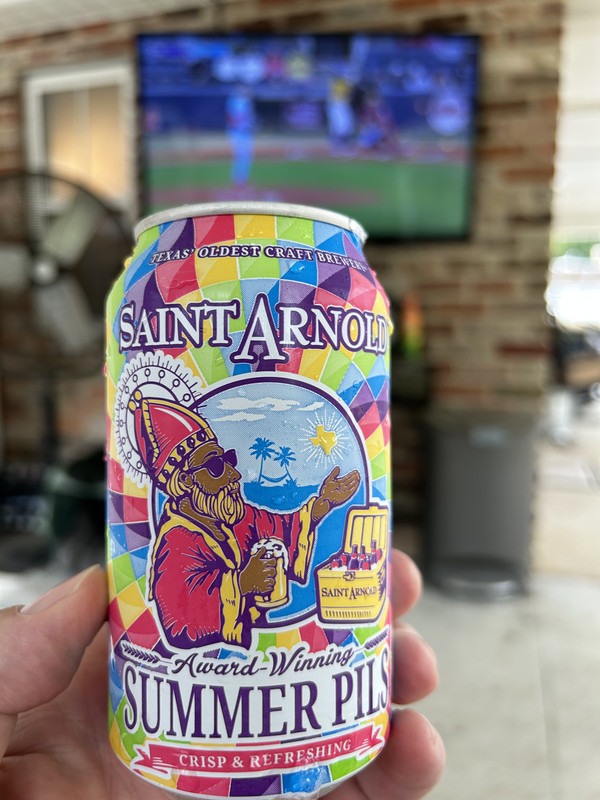 TEXAS' OLDEST CRAFT BREWERY
SAINT ARNOLD
SAINT ARNOLD
Award-Winning
SUMMER PILS
CRISP & REFRESHING